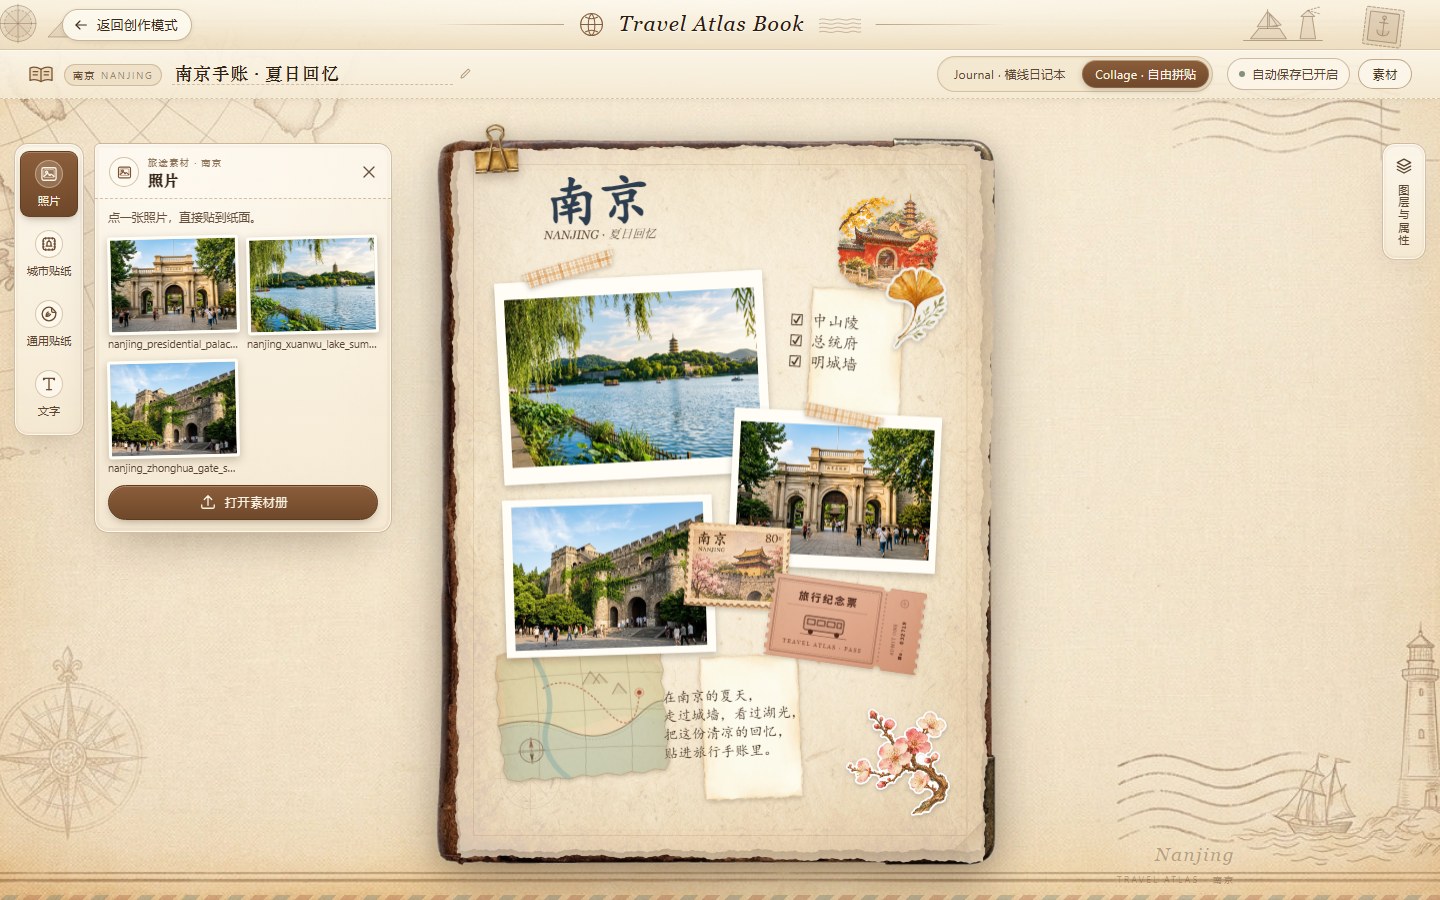 返回创作模式
Travel Atlas Book
南京 NANJING
南京手账 · 夏日回忆
Journal · 横线日记本
Collage · 自由拼贴
自动保存已开启
素材
照片
城市贴纸
通用贴纸
文字
旅途素材 · 南京
照片
点一张照片，直接贴到纸面。
nanjing_presidential_palac...
nanjing_xuanwu_lake_sum...
nanjing_zhonghua_gate_s...
打开素材册
南京
NANJING · 夏日回忆
中山陵
总统府
明城墙
南京
NANJING
80
旅行纪念票
TRAVEL ATLAS · PASS
在南京的夏天，
走过城墙，看过湖光，
把这份清凉的回忆，
贴进旅行手账里。
图层与属性
Nanjing
TRAVEL ATLAS · 南京